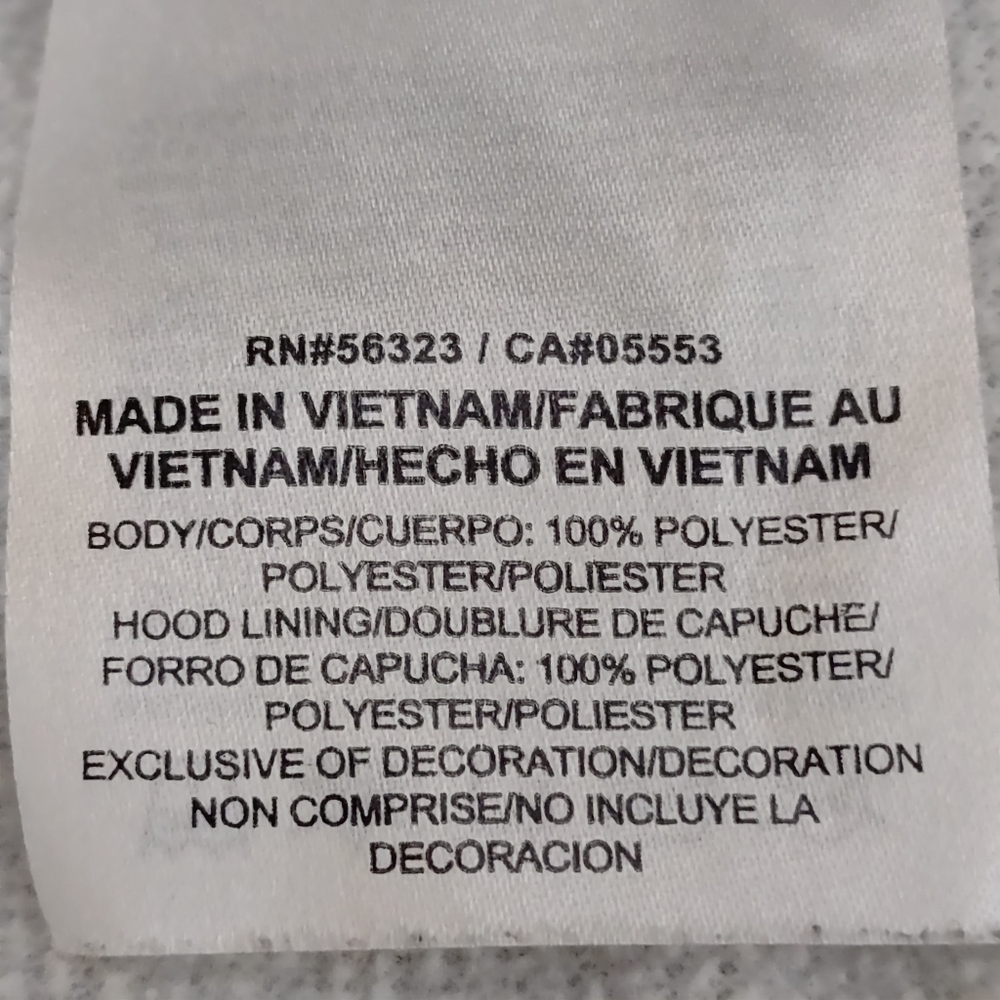 RN#56323 / CA#05553
MADE IN VIETNAM/FABRIQUE AU
VIETNAM/HECHO EN VIETNAM
BODY/CORPS/CUERPO: 100% POLYESTER/
POLYESTER/POLIESTER
HOOD LINING/DOUBLURE DE CAPUCHE/
FORRO DE CAPUCHA: 100% POLYESTER/
POLYESTER/POLIESTER
EXCLUSIVE OF DECORATION/DECORATION
NON COMPRISE/NO INCLUYE LA
DECORACION